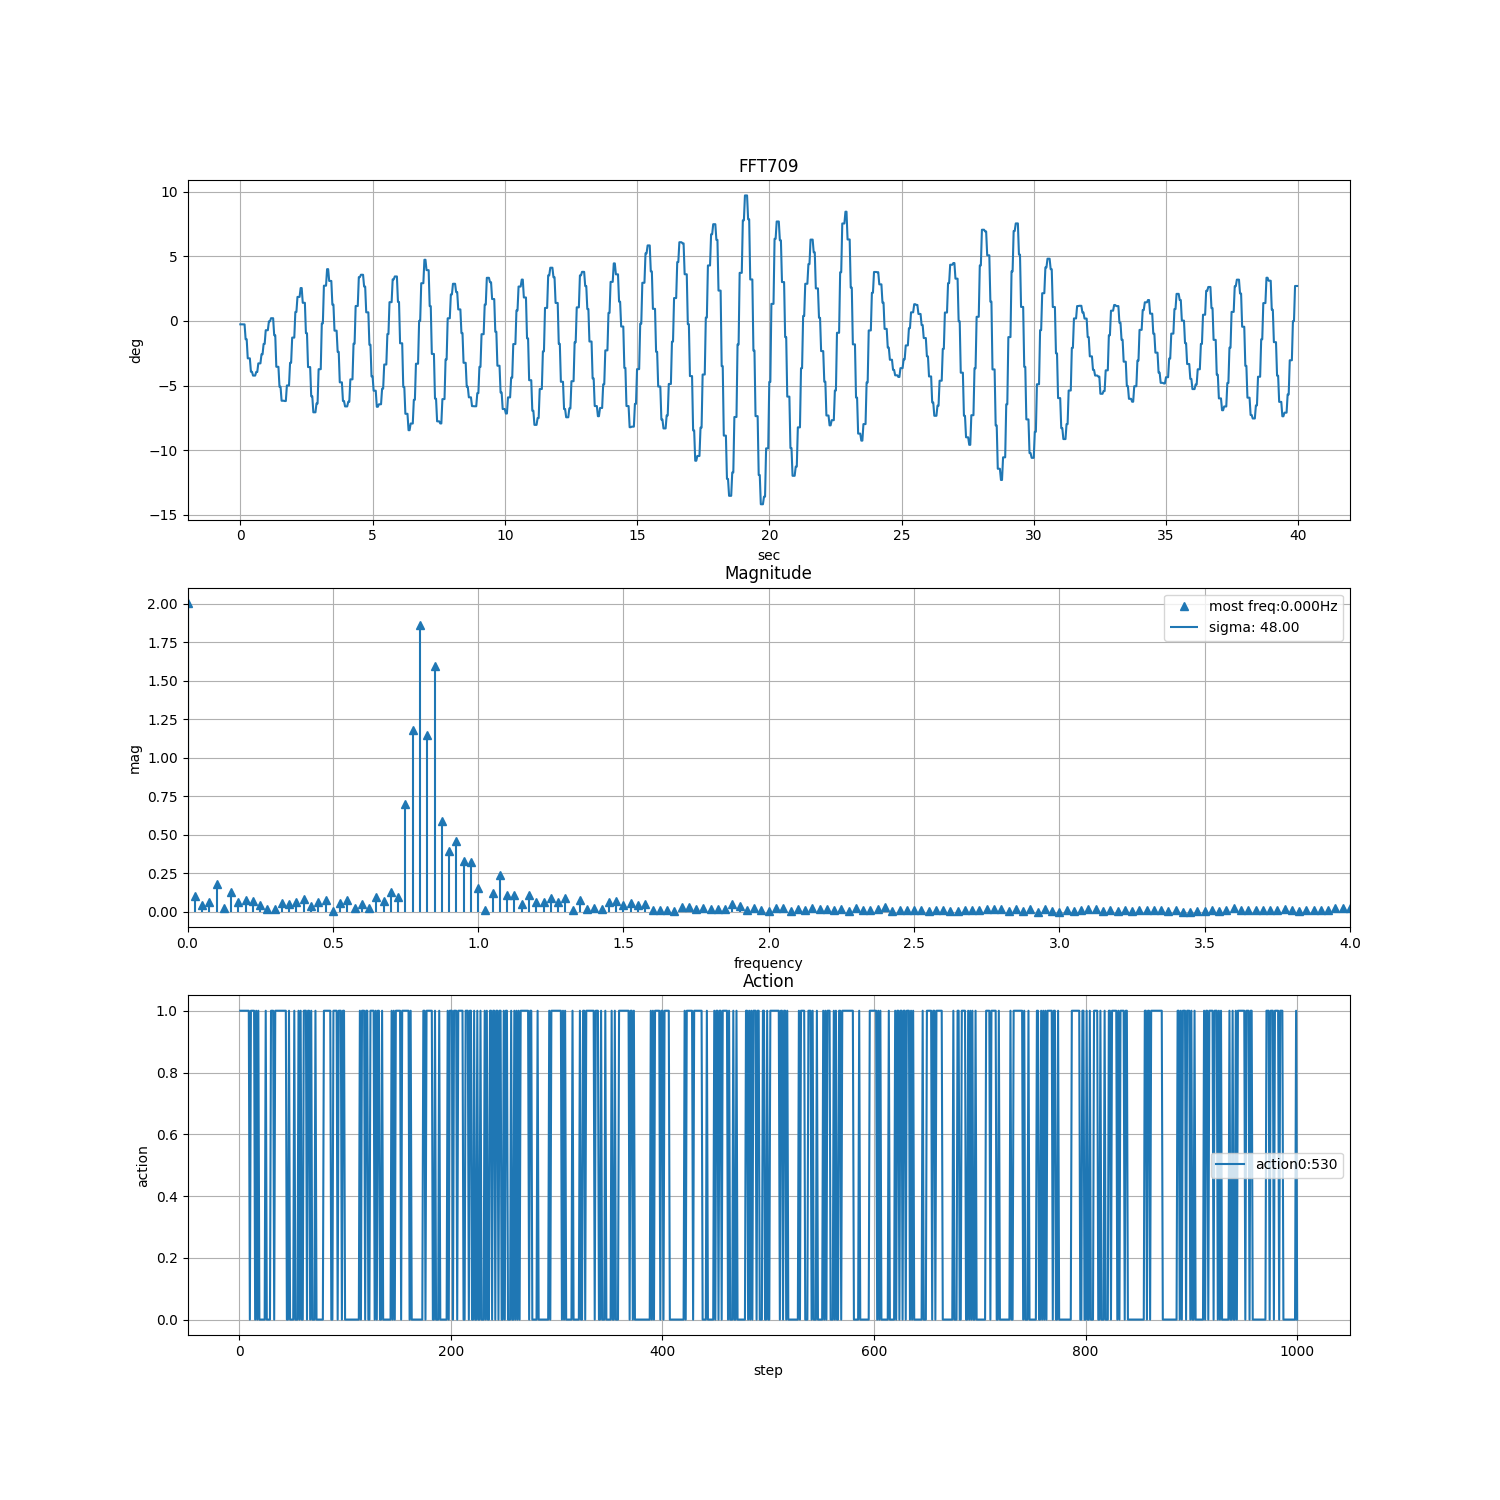 FFT709
10
5
0
−5
−10
−15
deg
0 5 10 15 20 25 30 35 40
sec
Magnitude
2.00
1.75
1.50
1.25
1.00
0.75
0.50
0.25
0.00
mag
most freq:0.000Hz
sigma: 48.00
0.0 0.5 1.0 1.5 2.0 2.5 3.0 3.5 4.0
frequency
Action
1.0
0.8
0.6
0.4
0.2
0.0
action
action0:530
0 200 400 600 800 1000
step